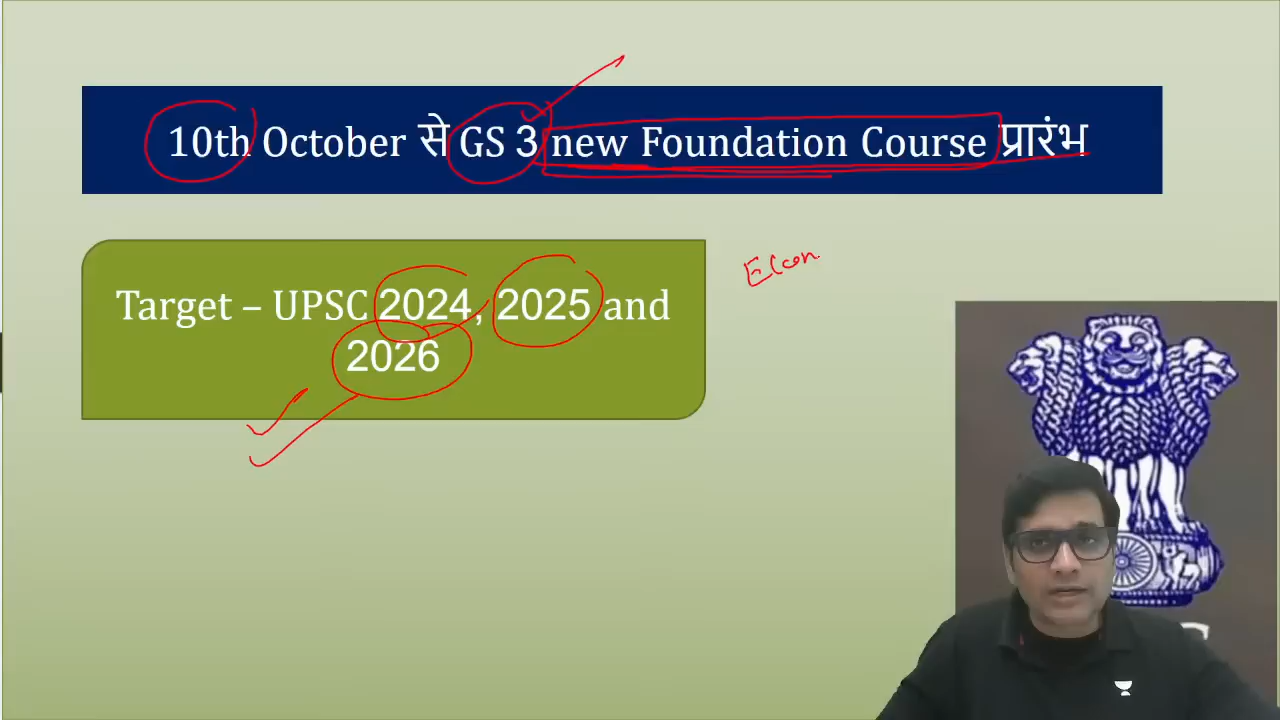 10th October से GS 3 new Foundation Course प्रारंभ
Target – UPSC 2024, 2025 and
2026
Econ